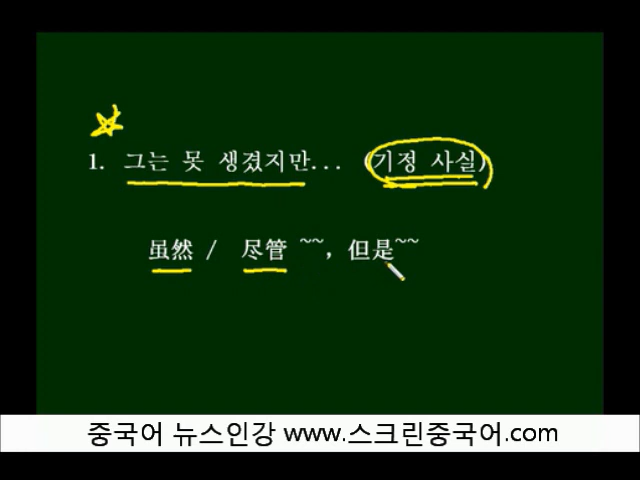 1. 그는 못 생겼지만... (기정 사실)
虽然 / 尽管 ~~, 但是~~
중국어 뉴스인강 www.스크린중국어.com